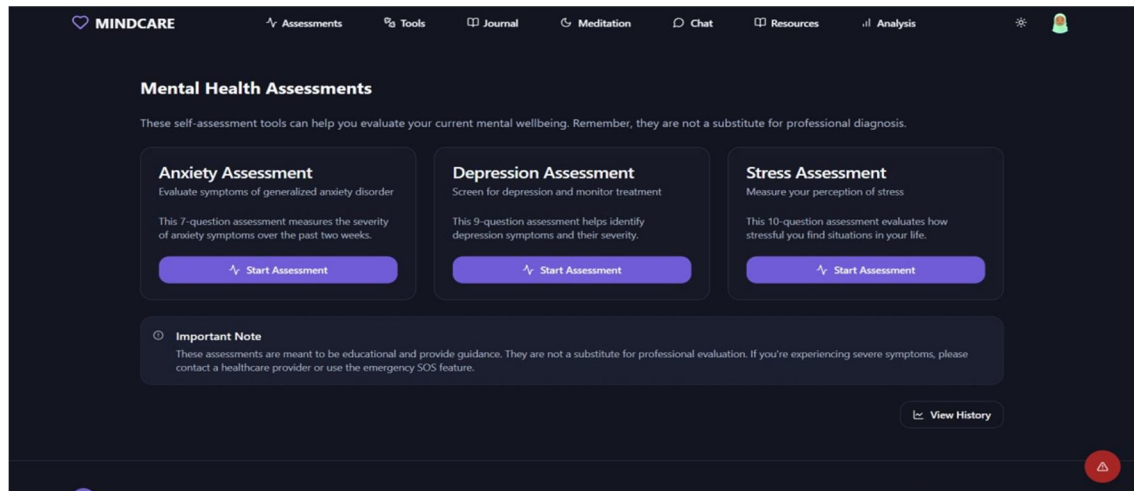 MINDCARE
Assessments
Tools
Journal
Meditation
Chat
Resources
Analysis
Mental Health Assessments
These self-assessment tools can help you evaluate your current mental wellbeing. Remember, they are not a substitute for professional diagnosis.
Anxiety Assessment
Evaluate symptoms of generalized anxiety disorder
This 7-question assessment measures the severity
of anxiety symptoms over the past two weeks.
Start Assessment
Depression Assessment
Screen for depression and monitor treatment
This 9-question assessment helps identify
depression symptoms and their severity.
Start Assessment
Stress Assessment
Measure your perception of stress
This 10-question assessment evaluates how
stressful you find situations in your life.
Start Assessment
Important Note
These assessments are meant to be educational and provide guidance. They are not a substitute for professional evaluation. If you're experiencing severe symptoms, please
contact a healthcare provider or use the emergency SOS feature.
View History